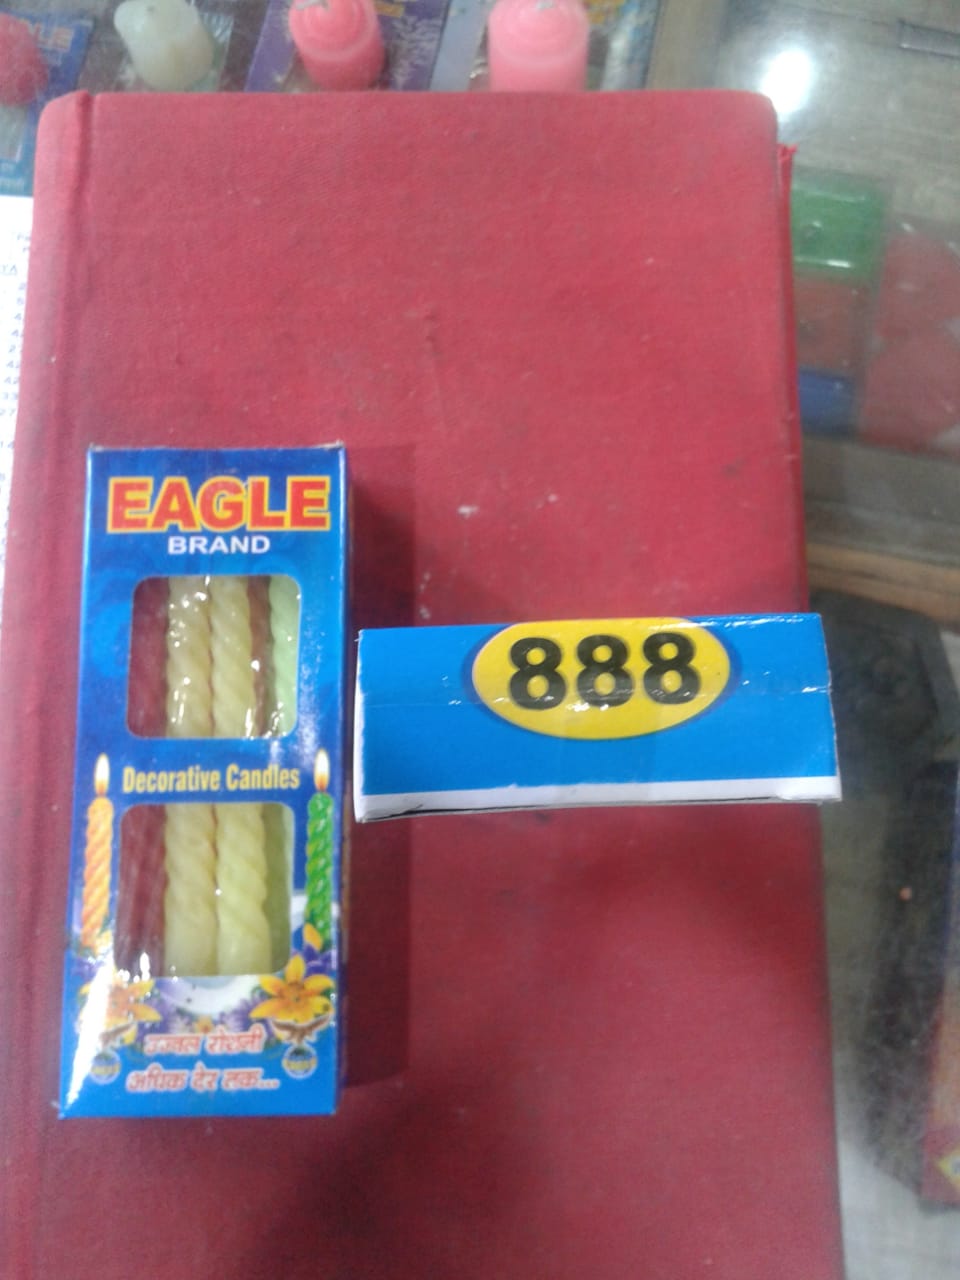 EAGLE
BRAND
Decorative Candles
उज्वल रोशनी
अधिक देर तक...
888